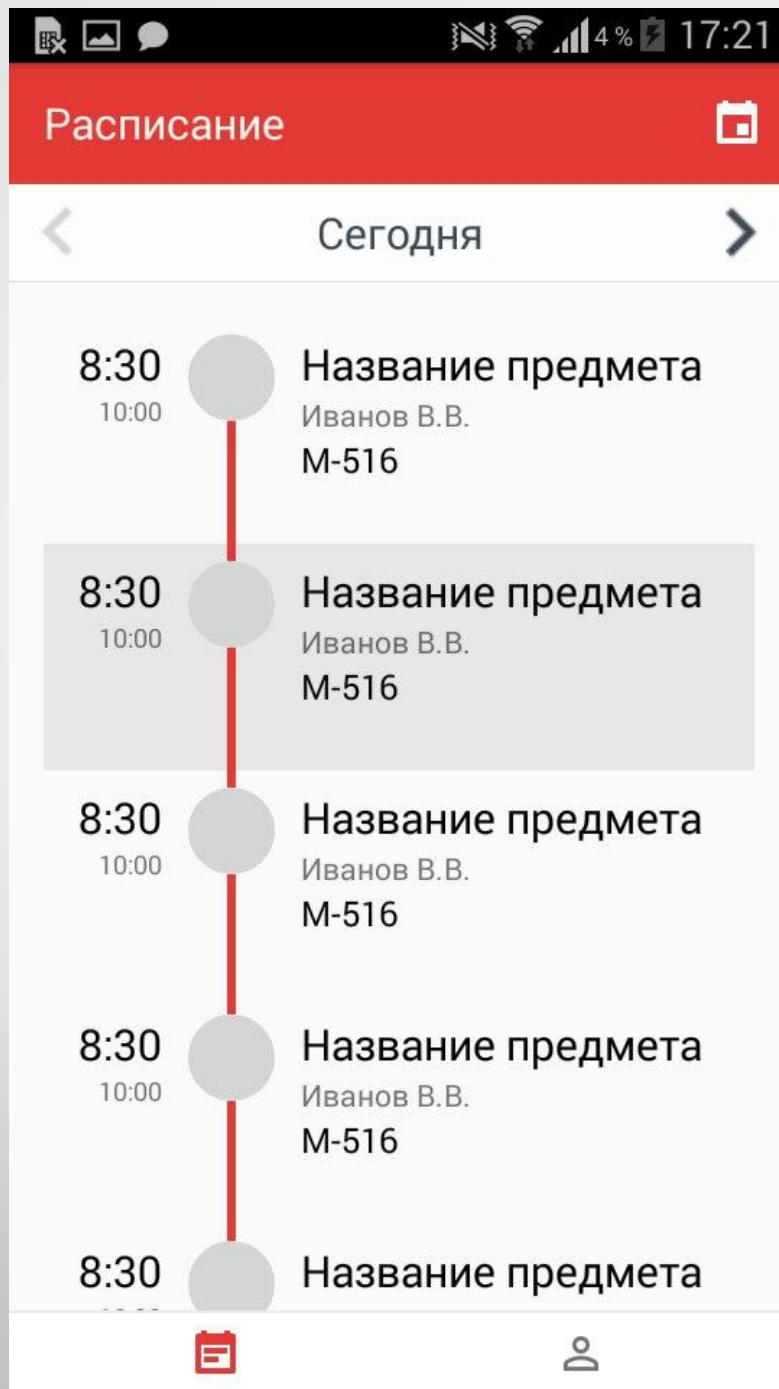 4 % 17:21
Расписание
Сегодня
8:30 Название предмета
10:00 Иванов В.В.
М-516
8:30 Название предмета
10:00 Иванов В.В.
М-516
8:30 Название предмета
10:00 Иванов В.В.
М-516
8:30 Название предмета
10:00 Иванов В.В.
М-516
8:30 Название предмета